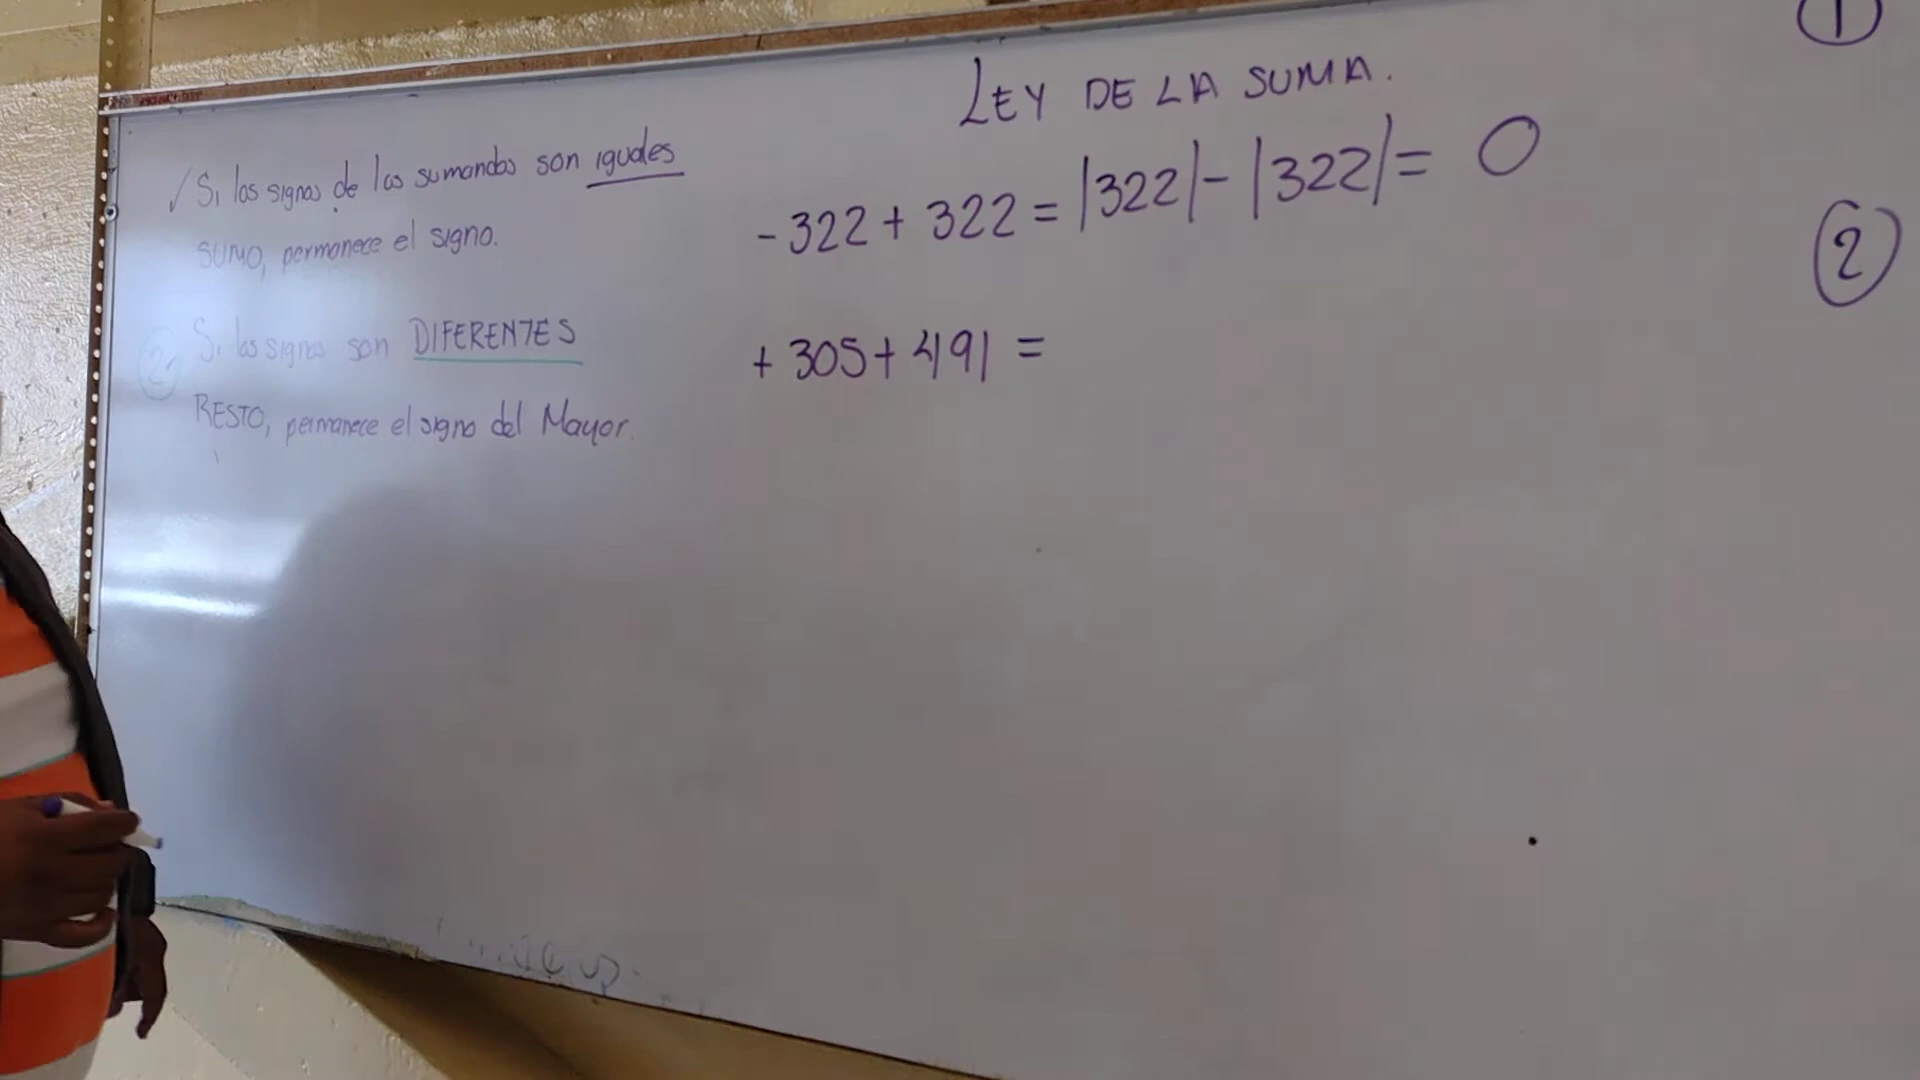 LEY DE LA SUMA.
✓ Si los signos de los sumandos son iguales
SUMO, permanece el signo.
2. Si los signos son DIFERENTES
RESTO, permanece el signo del Mayor.
- 322 + 322 = |322| - |322| = 0
+ 305 + 491 =
1
2